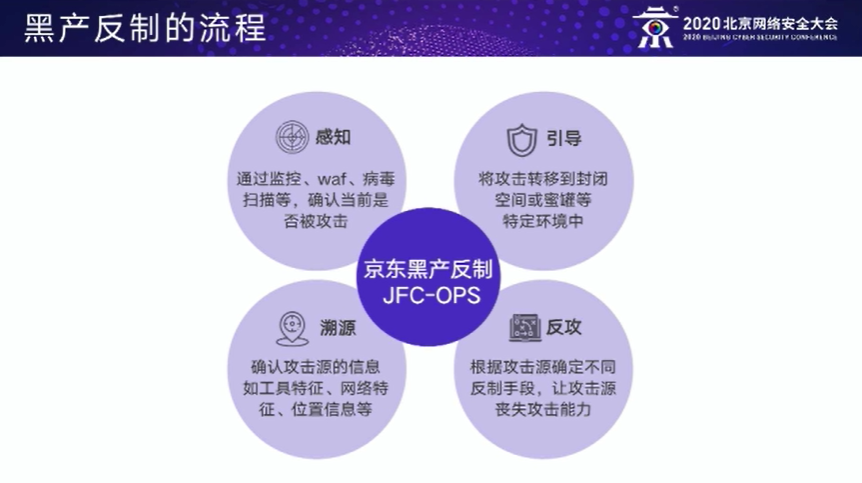 黑产反制的流程
2020 北京网络安全大会
2020 BEIJING CYBER SECURITY CONFERENCE
感知
通过监控、waf、病毒
扫描等，确认当前是
否被攻击
引导
将攻击转移到封闭
空间或蜜罐等
特定环境中
京东黑产反制
JFC-OPS
溯源
确认攻击源的信息
如工具特征、网络特
征、位置信息等
反攻
根据攻击源确定不同
反制手段，让攻击源
丧失攻击能力